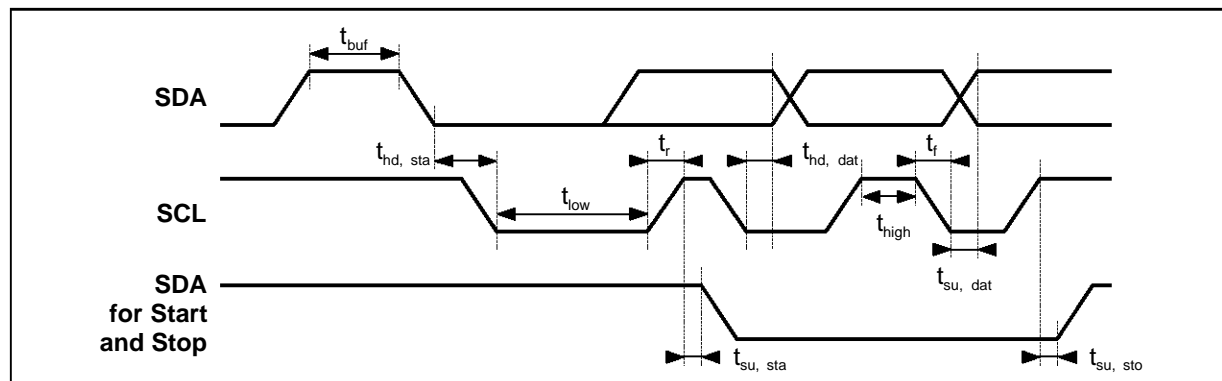 t_buf
SDA
t_hd, sta
t_r
t_hd, dat
t_f
SCL
t_low
t_high
t_su, dat
SDA
for Start
and Stop
t_su, sta
t_su, sto